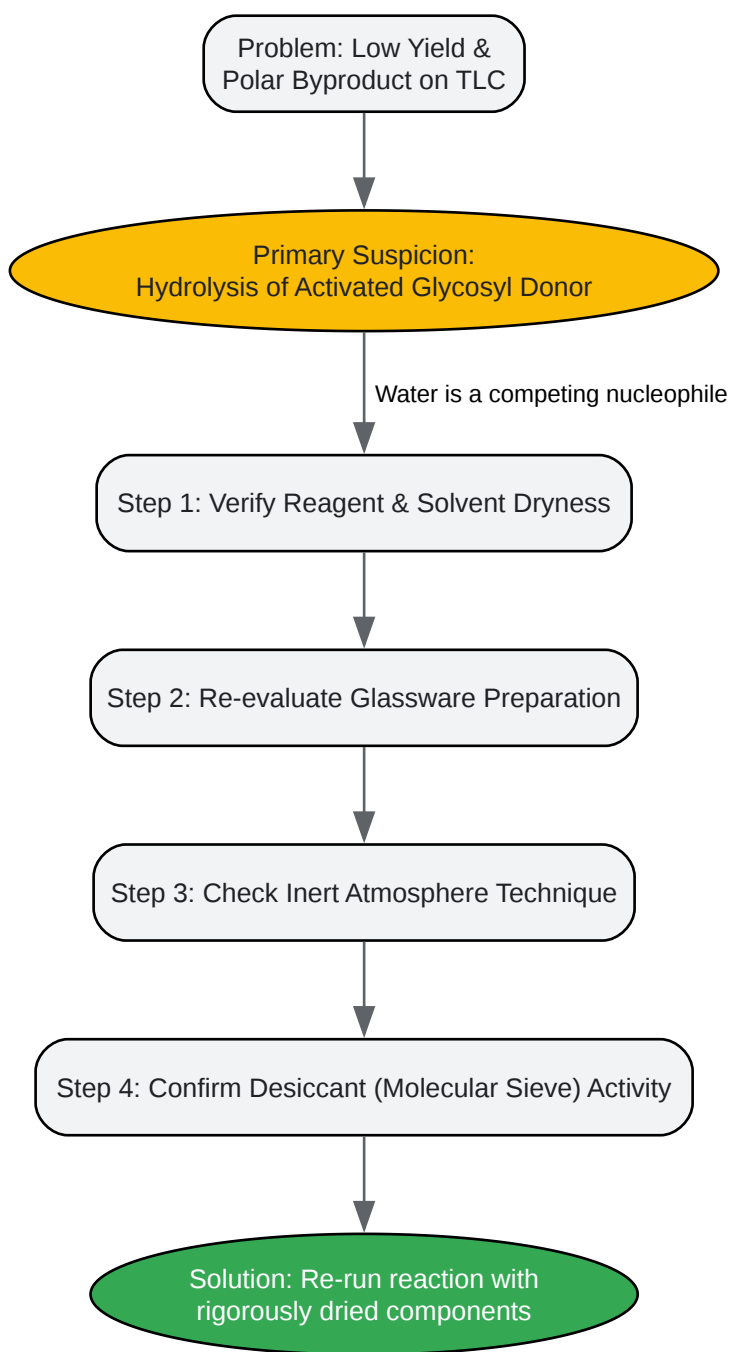 Problem: Low Yield &
Polar Byproduct on TLC
Primary Suspicion:
Hydrolysis of Activated Glycosyl Donor
Water is a competing nucleophile
Step 1: Verify Reagent & Solvent Dryness
Step 2: Re-evaluate Glassware Preparation
Step 3: Check Inert Atmosphere Technique
Step 4: Confirm Desiccant (Molecular Sieve) Activity
Solution: Re-run reaction with
rigorously dried components